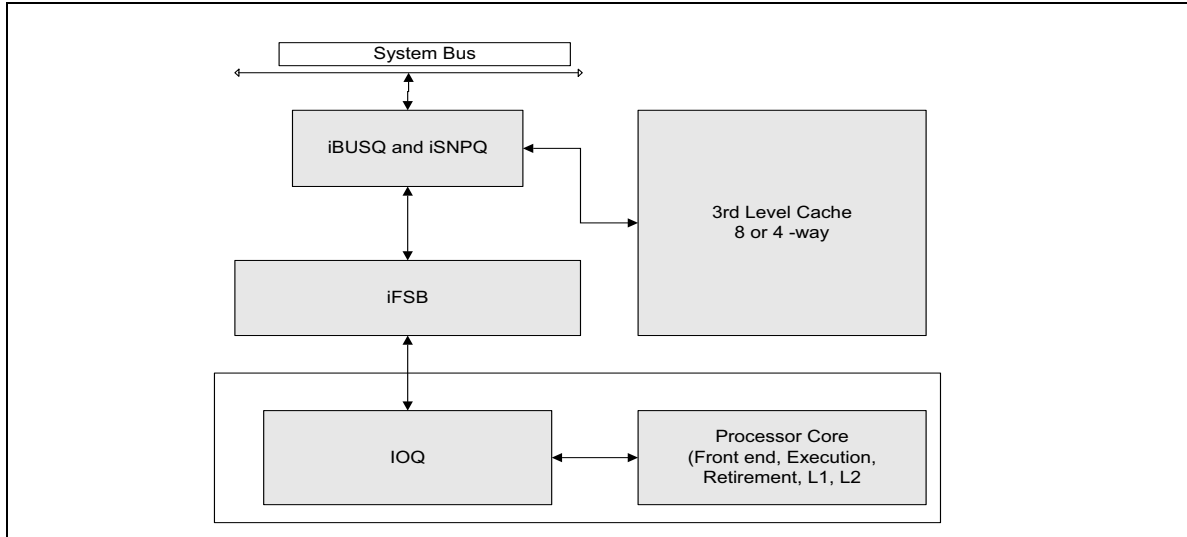 System Bus
iBUSQ and iSNPQ
3rd Level Cache
8 or 4 -way
iFSB
IOQ
Processor Core
(Front end, Execution,
Retirement, L1, L2